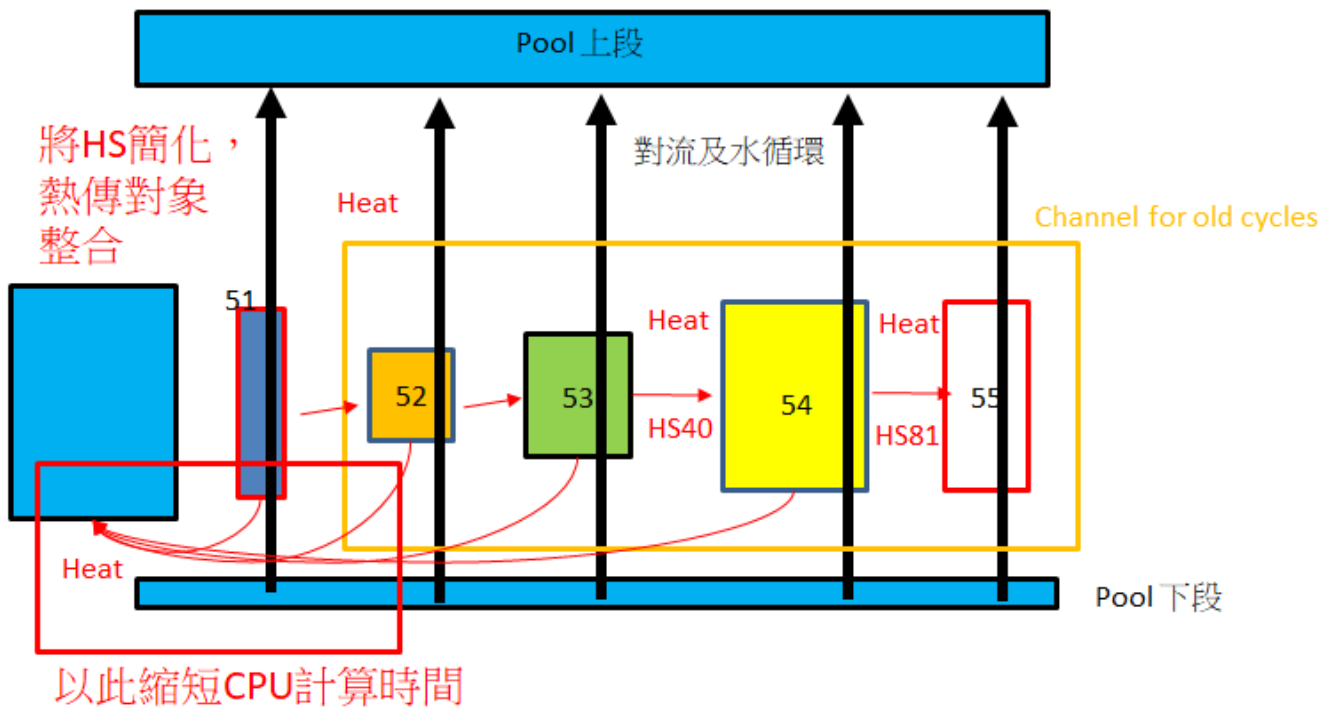 Pool 上段
將HS簡化，
熱傳對象
整合
對流及水循環
Heat
Channel for old cycles
51
Heat
Heat
52
53
54
55
HS40
HS81
Heat
Pool 下段
以此縮短CPU計算時間